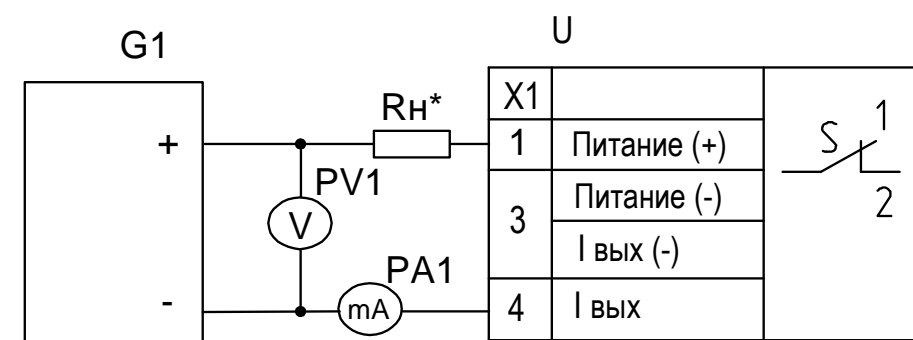 U
G1
X1
Rн*
1
+
1 Питание (+)
S
PV1
Питание (-)
2
3
V
I вых (-)
PA1
-
mA
4 I вых